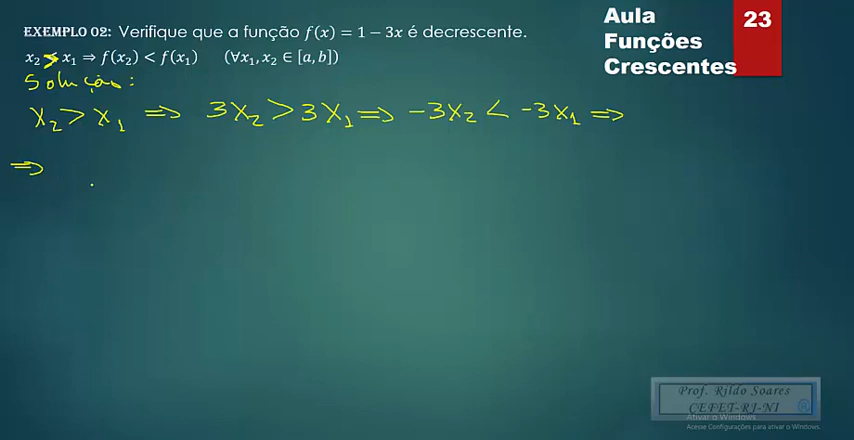 EXEMPLO 02: Verifique que a função f(x) = 1 − 3x é decrescente.
x₂ > x₁ ⇒ f(x₂) < f(x₁) (∀x₁, x₂ ∈ [a, b])
Solução:
x₂ > x₁ ⇒ 3x₂ > 3x₁ ⇒ -3x₂ < -3x₁ ⇒
⇒
Aula
Funções
Crescentes
23
Prof. Rildo Soares
CEFET-RJ-NI
Ativar o Windows
Acesse Configurações para ativar o Windows.